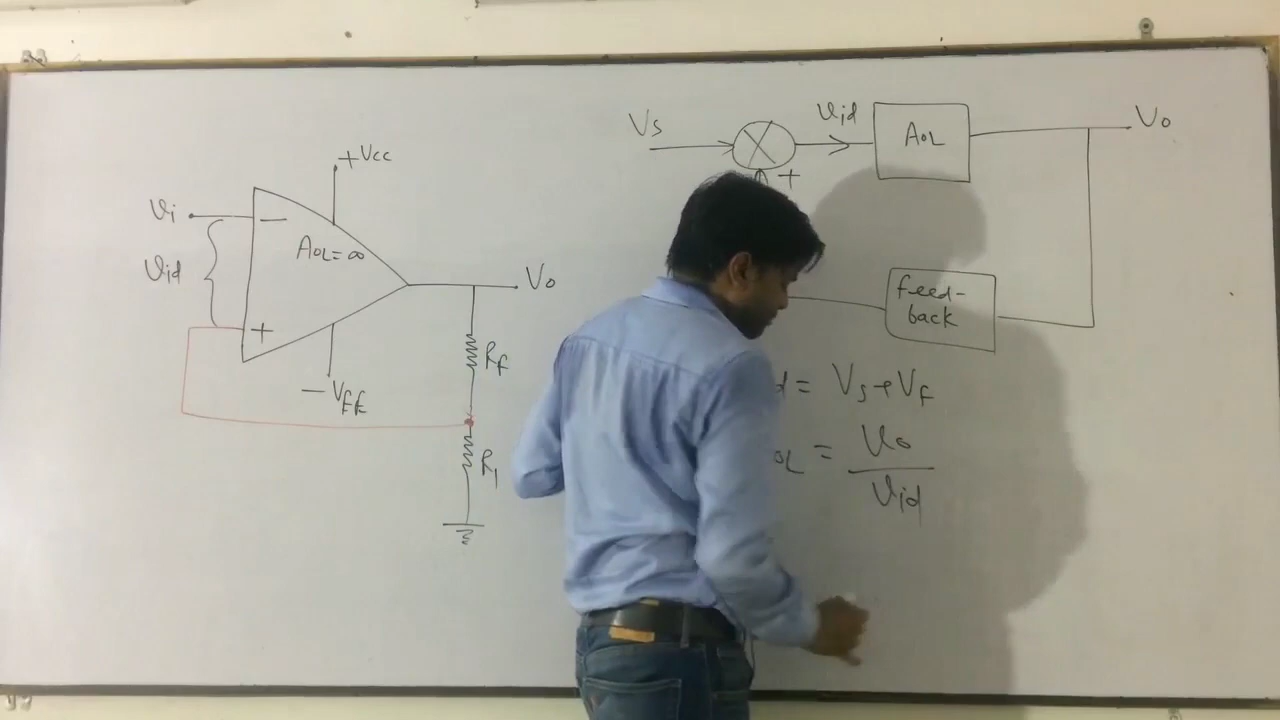 +Vcc
Vi
−
AOL=∞
Vid
+
−VEE
Vo
Rf
R1
Vs
+
Vid
AOL
Vo
feed-
back
d = Vs+Vf
OL = Vo
Vid